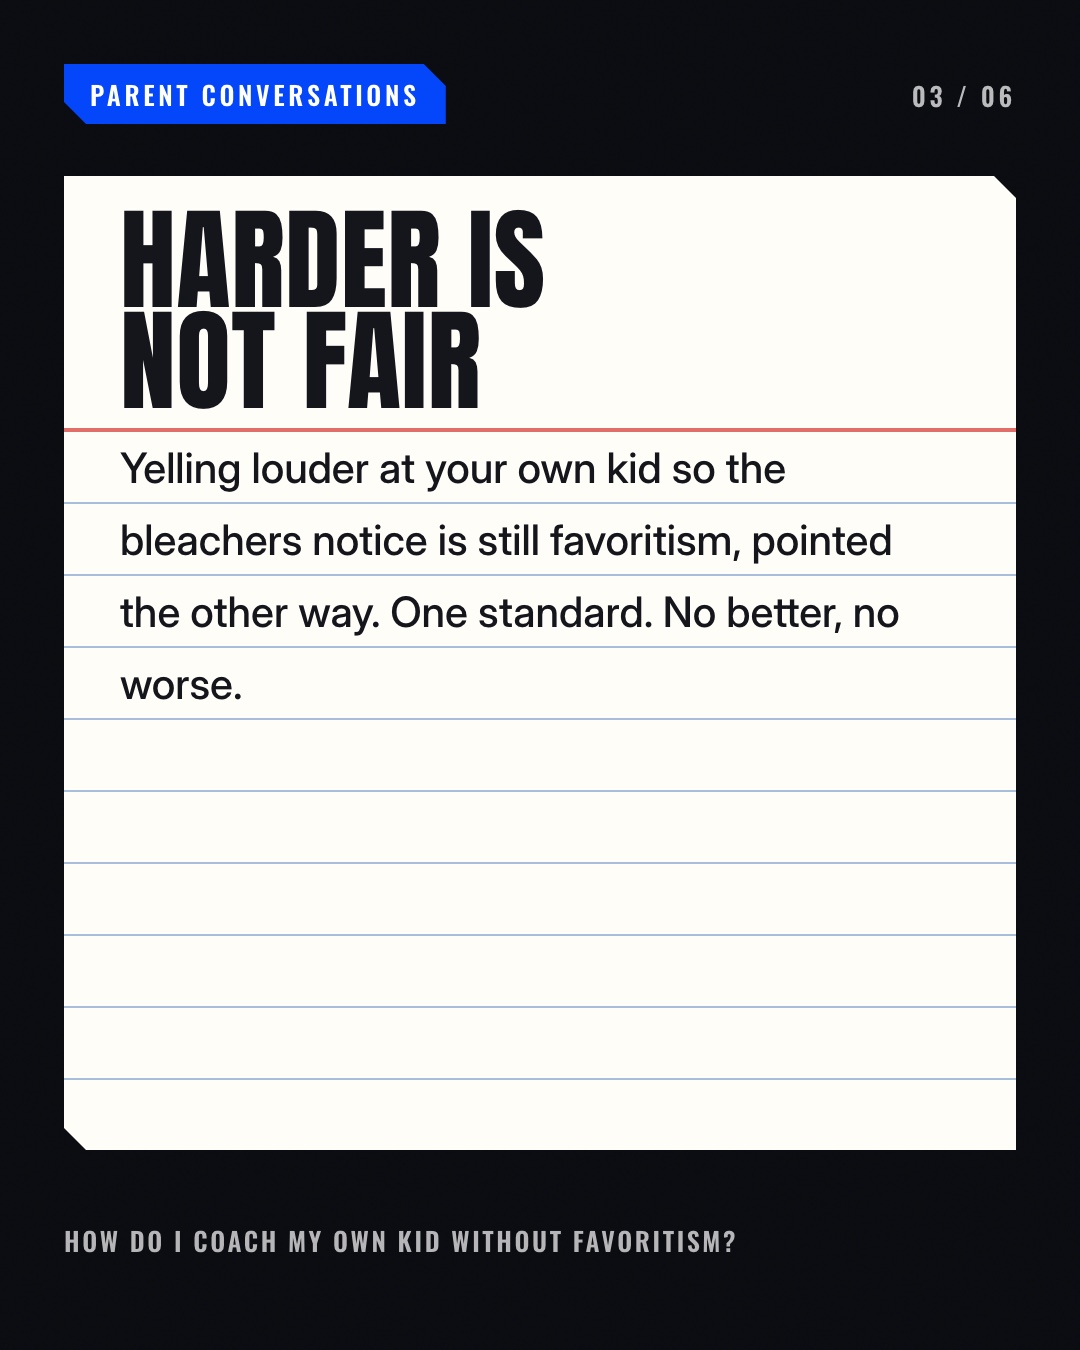 PARENT CONVERSATIONS
03 / 06
HARDER IS
NOT FAIR
Yelling louder at your own kid so the
bleachers notice is still favoritism, pointed
the other way. One standard. No better, no
worse.
HOW DO I COACH MY OWN KID WITHOUT FAVORITISM?